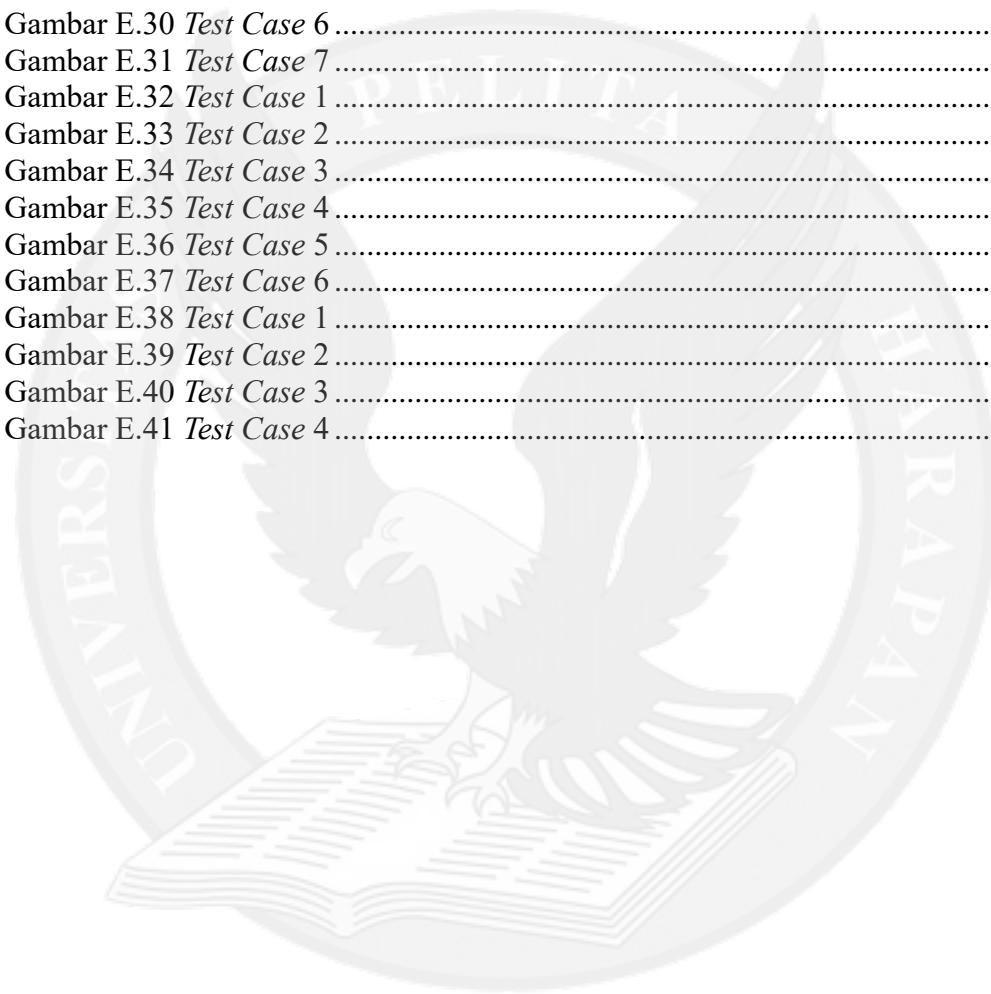 Gambar E.30 Test Case 6 ........................................................................................
Gambar E.31 Test Case 7 ........................................................................................
Gambar E.32 Test Case 1 ........................................................................................
Gambar E.33 Test Case 2 ........................................................................................
Gambar E.34 Test Case 3 ........................................................................................
Gambar E.35 Test Case 4 ........................................................................................
Gambar E.36 Test Case 5 ........................................................................................
Gambar E.37 Test Case 6 ........................................................................................
Gambar E.38 Test Case 1 ........................................................................................
Gambar E.39 Test Case 2 ........................................................................................
Gambar E.40 Test Case 3 ........................................................................................
Gambar E.41 Test Case 4 ........................................................................................
UNIVERSITAS PELITA HARAPAN